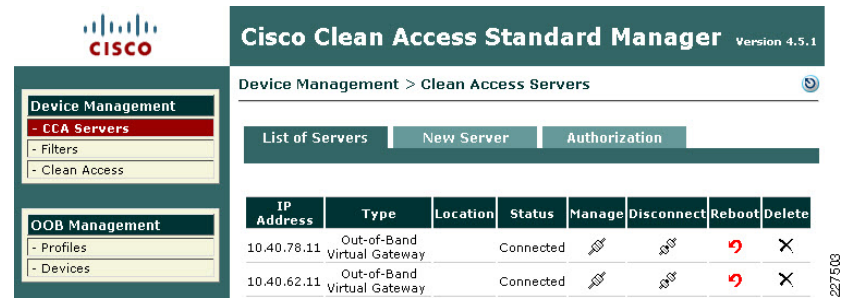 CISCO
Cisco Clean Access Standard Manager Version 4.5.1
Device Management > Clean Access Servers
Device Management
- CCA Servers
- Filters
- Clean Access
OOB Management
- Profiles
- Devices
List of Servers New Server Authorization
IP Address Type Location Status Manage Disconnect Reboot Delete
10.40.78.11 Out-of-Band Virtual Gateway Connected
10.40.62.11 Out-of-Band Virtual Gateway Connected
227503